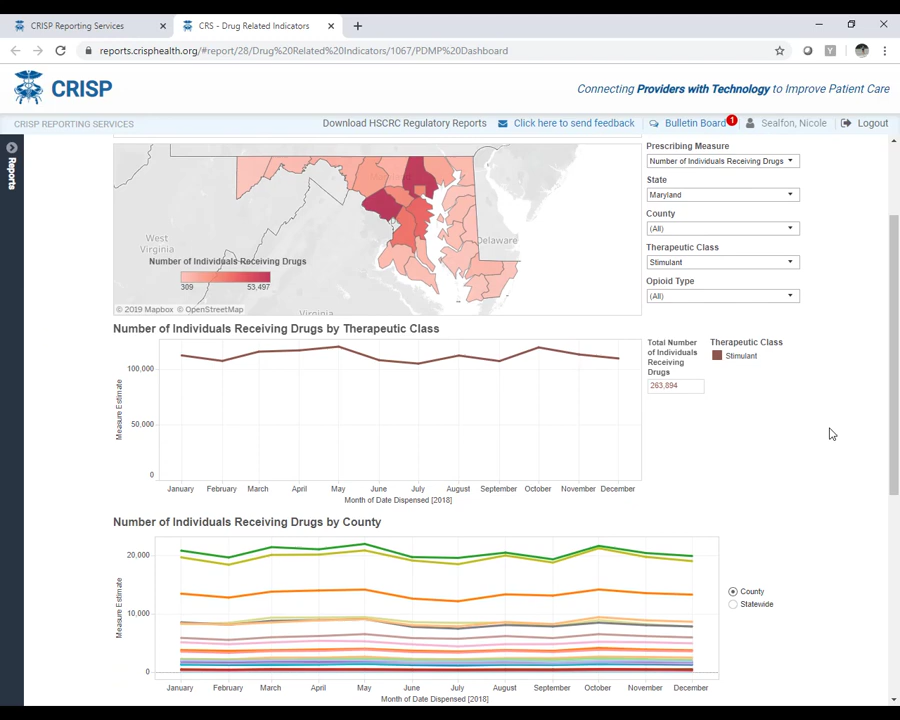 CRISP Reporting Services
CRS - Drug Related Indicators
reports.crisphealth.org/#report/28/Drug%20Related%20Indicators/1067/PDMP%20Dashboard
Y
CRISP
Connecting Providers with Technology to Improve Patient Care
CRISP REPORTING SERVICES
Download HSCRC Regulatory Reports
Click here to send feedback
Bulletin Board
1
Sealfon, Nicole
Logout
Reports
West
Virginia
Delaware
Number of Individuals Receiving Drugs
309
53,497
Virginia
© 2019 Mapbox © OpenStreetMap
Prescribing Measure
Number of Individuals Receiving Drugs
State
Maryland
County
(All)
Therapeutic Class
Stimulant
Opioid Type
(All)
Number of Individuals Receiving Drugs by Therapeutic Class
Measure Estimate
100,000
50,000
0
January February March April May June July August September October November December
Month of Date Dispensed [2018]
Total Number
of Individuals
Receiving
Drugs
263,894
Therapeutic Class
Stimulant
Number of Individuals Receiving Drugs by County
Measure Estimate
20,000
10,000
0
January February March April May June July August September October November December
Month of Date Dispensed [2018]
County
Statewide